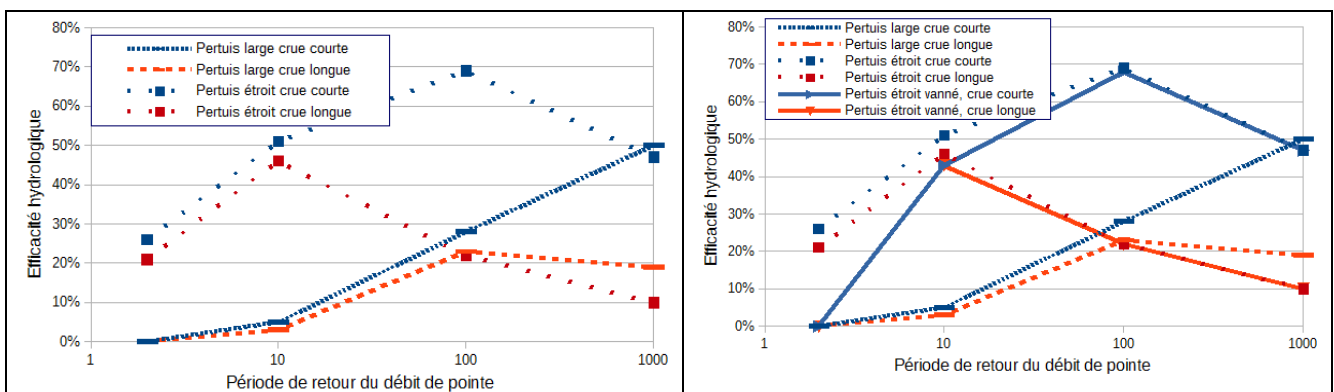 80%
70%
60%
50%
40%
30%
20%
10%
0%
Efficacité hydrologique
Pertuis large crue courte
Pertuis large crue longue
Pertuis étroit crue courte
Pertuis étroit crue longue
1 10 100 1000
Période de retour du débit de pointe
80%
70%
60%
50%
40%
30%
20%
10%
0%
Efficacité hydrologique
Pertuis large crue courte
Pertuis large crue longue
Pertuis étroit crue courte
Pertuis étroit crue longue
Pertuis étroit vanné, crue courte
Pertuis étroit vanné, crue longue
1 10 100 1000
Période de retour du débit de pointe